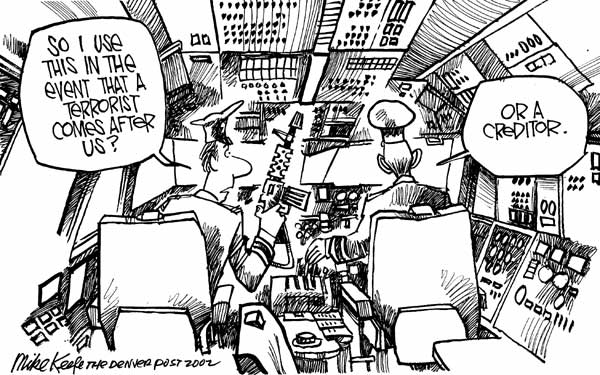 SO I USE
THIS IN THE
EVENT THAT A
TERRORIST
COMES AFTER
US?
OR A
CREDITOR.
Mike Keefe THE DENVER POST 2002